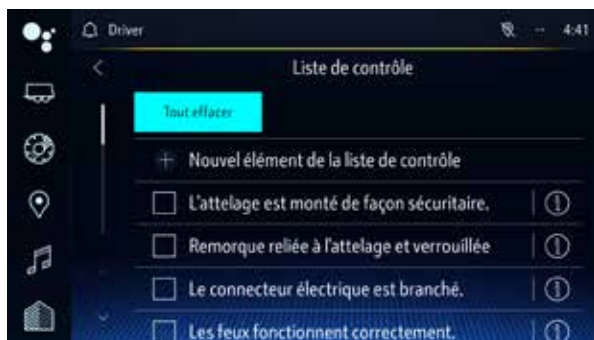 Driver
4:41
Liste de contrôle
Tout effacer
Nouvel élément de la liste de contrôle
L'attelage est monté de façon sécuritaire.
Remorque reliée à l'attelage et verrouillée
Le connecteur électrique est branché.
Les feux fonctionnent correctement.